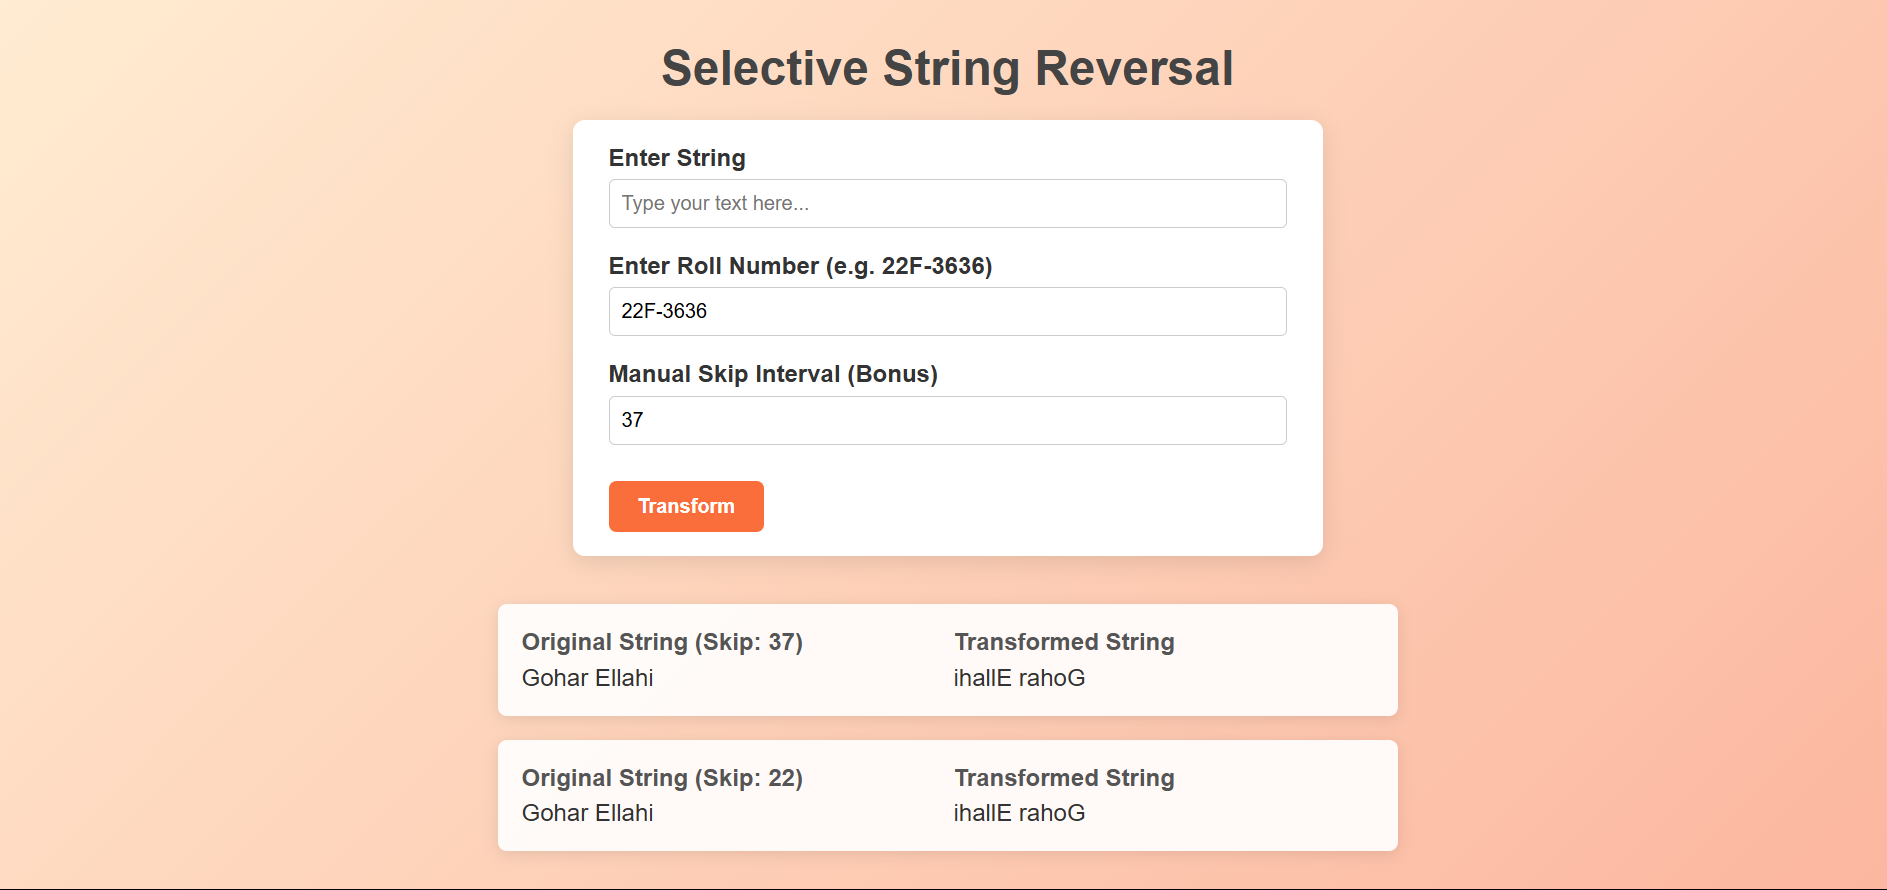 Selective String Reversal
Enter String
Type your text here...
Enter Roll Number (e.g. 22F-3636)
22F-3636
Manual Skip Interval (Bonus)
37
Transform
Original String (Skip: 37) Transformed String
Gohar Ellahi ihallE rahoG
Original String (Skip: 22) Transformed String
Gohar Ellahi ihallE rahoG